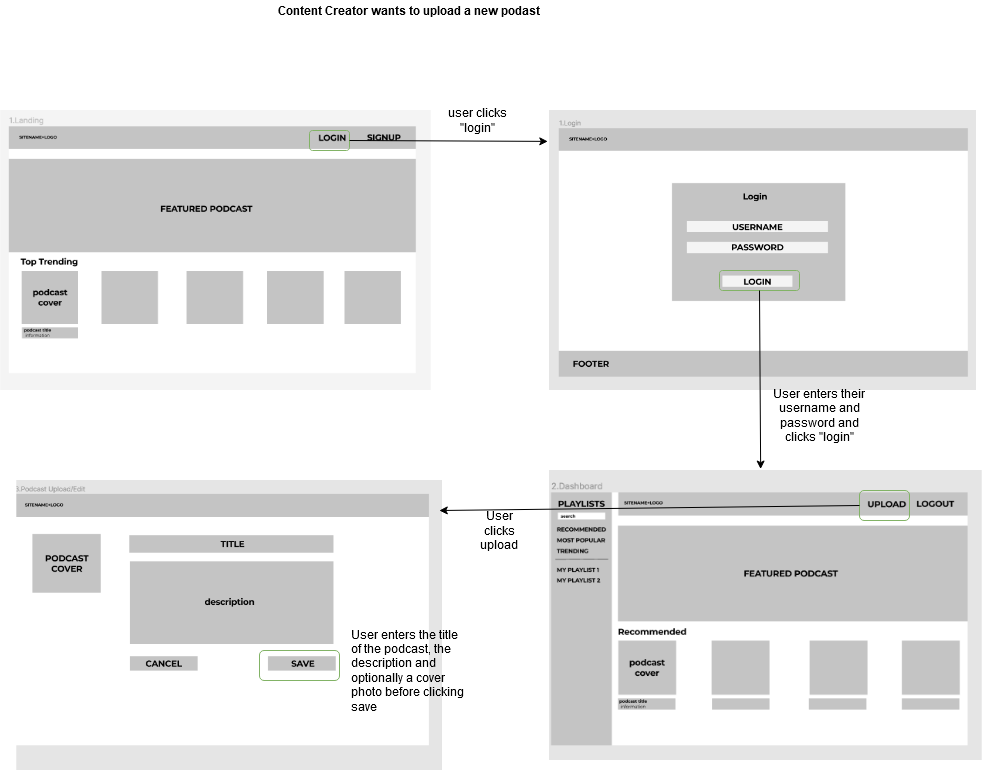 Content Creator wants to upload a new podast
1.Landing
SITENAME+LOGO
LOGIN
SIGNUP
FEATURED PODCAST
Top Trending
podcast
cover
podcast title
information
user clicks
"login"
1.Login
SITENAME+LOGO
Login
USERNAME
PASSWORD
LOGIN
FOOTER
User enters their
username and
password and
clicks "login"
2.Dashboard
PLAYLISTS
search
RECOMMENDED
MOST POPULAR
TRENDING
MY PLAYLIST 1
MY PLAYLIST 2
SITENAME+LOGO
UPLOAD
LOGOUT
FEATURED PODCAST
Recommended
podcast
cover
podcast title
information
User
clicks
upload
3.Podcast Upload/Edit
SITENAME+LOGO
PODCAST
COVER
TITLE
description
CANCEL
SAVE
User enters the title
of the podcast, the
description and
optionally a cover
photo before clicking
save